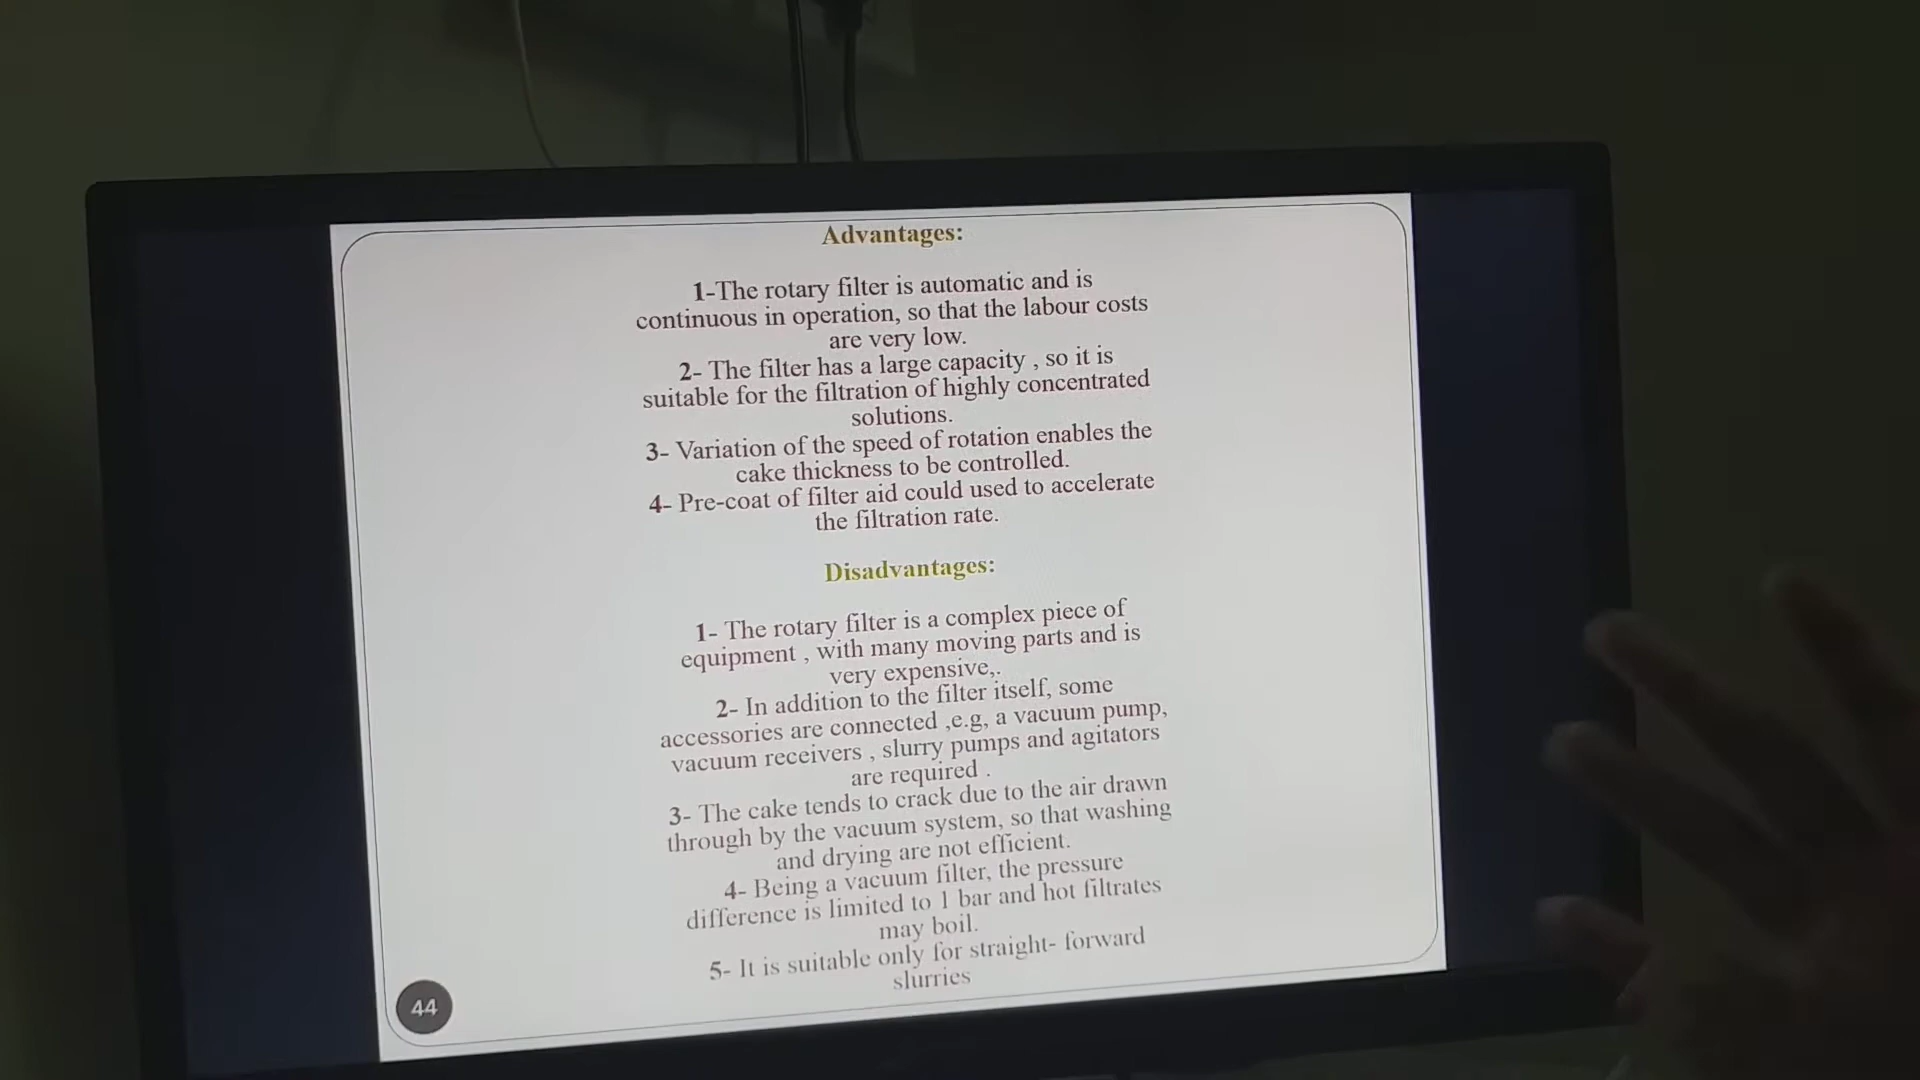 Advantages:
1-The rotary filter is automatic and is
continuous in operation, so that the labour costs
are very low.
2- The filter has a large capacity , so it is
suitable for the filtration of highly concentrated
solutions.
3- Variation of the speed of rotation enables the
cake thickness to be controlled.
4- Pre-coat of filter aid could used to accelerate
the filtration rate.
Disadvantages:
1- The rotary filter is a complex piece of
equipment , with many moving parts and is
very expensive,.
2- In addition to the filter itself, some
accessories are connected ,e.g, a vacuum pump,
vacuum receivers , slurry pumps and agitators
are required .
3- The cake tends to crack due to the air drawn
through by the vacuum system, so that washing
and drying are not efficient.
4- Being a vacuum filter, the pressure
difference is limited to 1 bar and hot filtrates
may boil.
5- It is suitable only for straight- forward
slurries
44